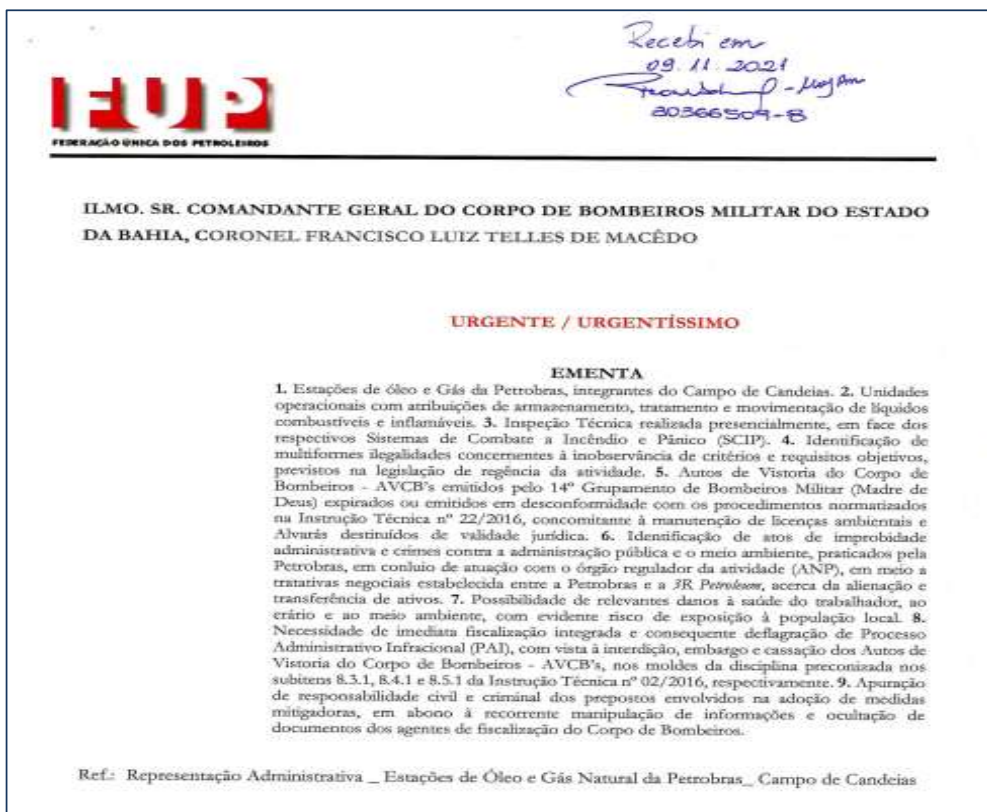 Recebi em
09.11.2021
80366509-8
FUP
FEDERAÇÃO ÚNICA DOS PETROLEIROS
ILMO. SR. COMANDANTE GERAL DO CORPO DE BOMBEIROS MILITAR DO ESTADO
DA BAHIA, CORONEL FRANCISCO LUIZ TELLES DE MACÊDO
URGENTE / URGENTÍSSIMO
EMENTA
1. Estações de óleo e Gás da Petrobras, integrantes do Campo de Candeias. 2. Unidades
operacionais com atribuições de armazenamento, tratamento e movimentação de líquidos
combustíveis e inflamáveis. 3. Inspeção Técnica realizada presencialmente, em face dos
respectivos Sistemas de Combate a Incêndio e Pânico (SCIP). 4. Identificação de
multiformes ilegalidades concernentes à inobservância de critérios e requisitos objetivos,
previstos na legislação de regência da atividade. 5. Autos de Vistoria do Corpo de
Bombeiros - AVCB's emitidos pelo 14º Grupamento de Bombeiros Militar (Madre de
Deus) expirados ou emitidos em desconformidade com os procedimentos normatizados
na Instrução Técnica nº 22/2016, concomitante à manutenção de licenças ambientais e
Alvarás destituídos de validade jurídica. 6. Identificação de atos de improbidade
administrativa e crimes contra a administração pública e o meio ambiente, praticados pela
Petrobras, em conluio de atuação com o órgão regulador da atividade (ANP), em meio a
tratativas negociais estabelecida entre a Petrobras e a 3R Petroleum, acerca da alienação e
transferência de ativos. 7. Possibilidade de relevantes danos à saúde do trabalhador, ao
erário e ao meio ambiente, com evidente risco de exposição à população local. 8.
Necessidade de imediata fiscalização integrada e consequente deflagração de Processo
Administrativo Infracional (PAI), com vista à interdição, embargo e cassação dos Autos de
Vistoria do Corpo de Bombeiros - AVCB's, nos moldes da disciplina preconizada nos
subitens 8.3.1, 8.4.1 e 8.5.1 da Instrução Técnica nº 02/2016, respectivamente. 9. Apuração
de responsabilidade civil e criminal dos prepostos envolvidos na adoção de medidas
mitigadoras, em abono à recorrente manipulação de informações e ocultação de
documentos dos agentes de fiscalização do Corpo de Bombeiros.
Ref.: Representação Administrativa _ Estações de Óleo e Gás Natural da Petrobras_ Campo de Candeias